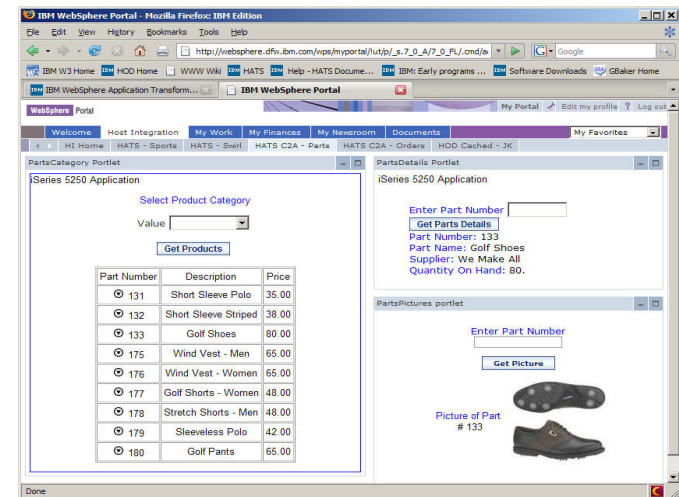 IBM WebSphere Portal - Mozilla Firefox: IBM Edition
File Edit View History Bookmarks Tools Help
http://websphere.dfw.ibm.com/wps/myportal/!ut/p/_s.7_0_A/7_0_FL/.cmd/a
Google
IBM W3 Home HOD Home WWW Wiki HATS Help - HATS Docume... IBM: Early programs ... Software Downloads GBaker Home
IBM WebSphere Application Transform... IBM WebSphere Portal
WebSphere Portal My Portal Edit my profile ? Log out
Welcome Host Integration My Work My Finances My Newsroom Documents My Favorites
HI Home HATS - Sports HATS - Swirl HATS C2A - Parts HATS C2A - Orders HOD Cached - JK
PartsCategory Portlet
iSeries 5250 Application
Select Product Category
Value
Get Products
Part Number Description Price
131 Short Sleeve Polo 35.00
132 Short Sleeve Striped 38.00
133 Golf Shoes 80.00
175 Wind Vest - Men 65.00
176 Wind Vest - Women 65.00
177 Golf Shorts - Women 48.00
178 Stretch Shorts - Men 48.00
179 Sleeveless Polo 42.00
180 Golf Pants 65.00
PartsDetails Portlet
iSeries 5250 Application
Enter Part Number
Get Parts Details
Part Number: 133
Part Name: Golf Shoes
Supplier: We Make All
Quantity On Hand: 80.
PartsPictures portlet
Enter Part Number
Get Picture
Picture of Part
# 133
Done